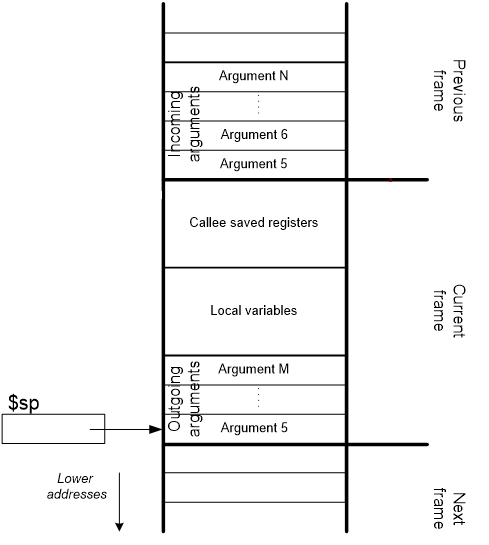 Argument N
Incoming
arguments
Argument 6
Argument 5
Previous
frame
Callee saved registers
Local variables
Current
frame
Argument M
Outgoing
arguments
Argument 5
$sp
Lower
addresses
Next
frame